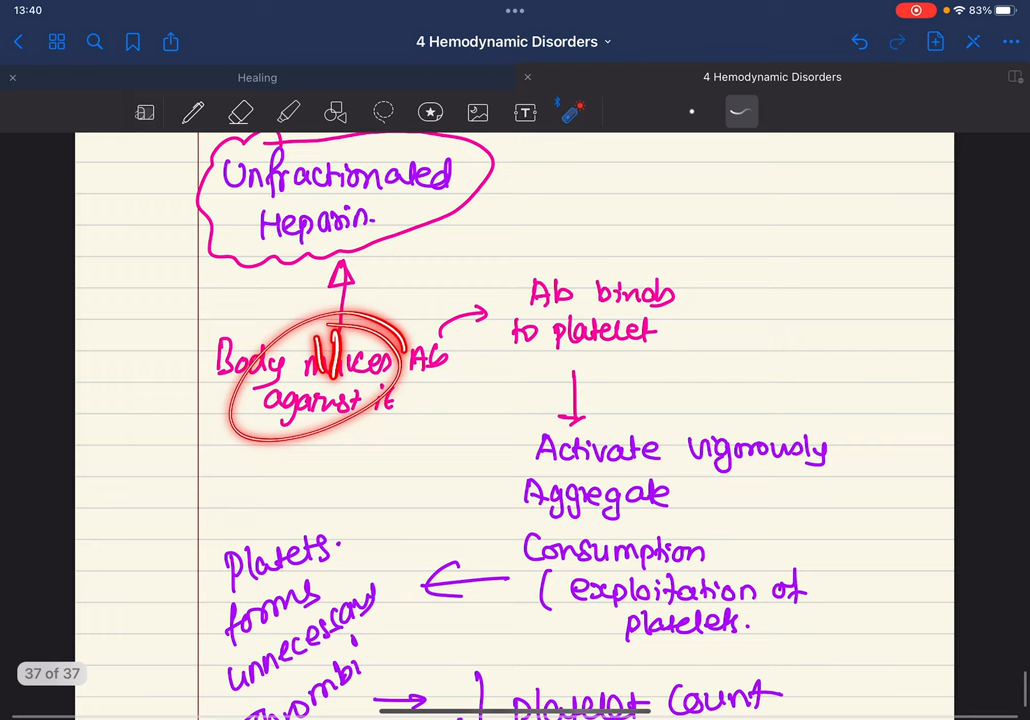 13:40
83%
4 Hemodynamic Disorders
Healing
4 Hemodynamic Disorders
Unfractionated
Heparin.
Body makes Ab
against it
Ab binds
to platelet
Activate vigorously
Aggregate
Consumption
( exploitation of
platelets.
Platets.
forms
unnecessary
thrombi
platelet count
37 of 37